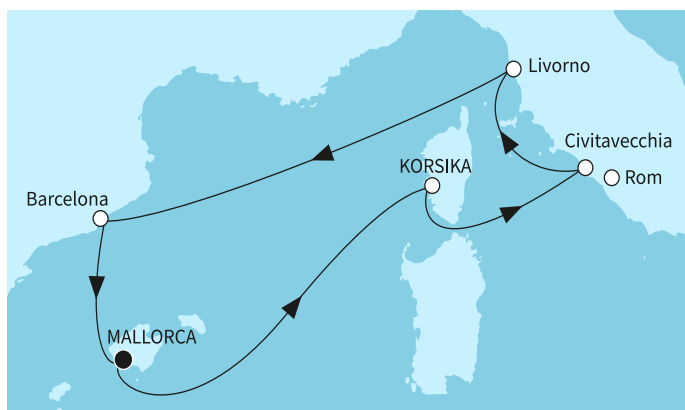 Livorno
Civitavecchia
KORSIKA
Rom
Barcelona
MALLORCA